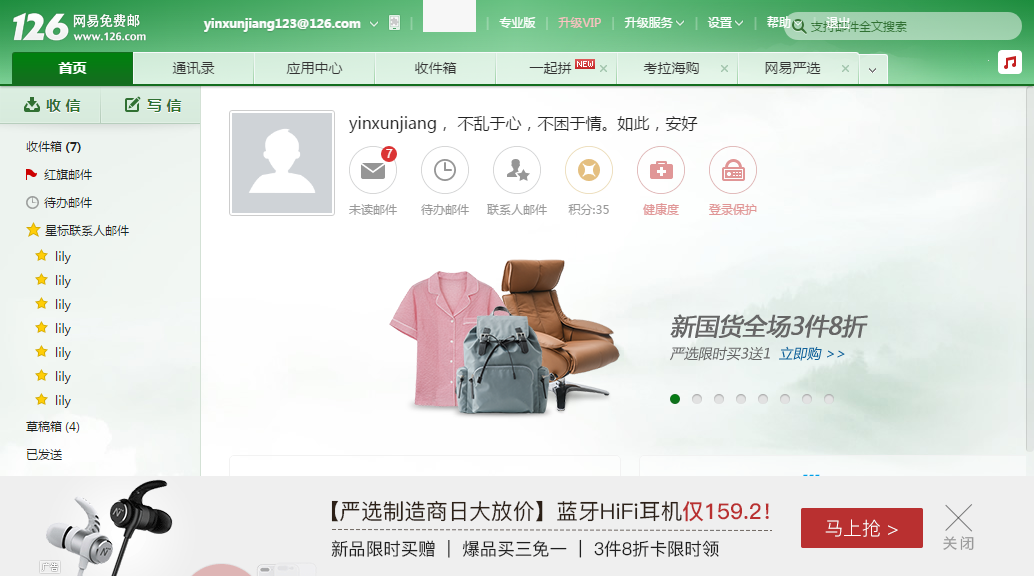 126 网易免费邮
www.126.com
yinxunjiang123@126.com
专业版 升级VIP 升级服务 设置 帮助 退出
支持邮件全文搜索
首页 通讯录 应用中心 收件箱 一起拼 NEW 考拉海购 网易严选
收信 写信
收件箱 (7)
红旗邮件
待办邮件
星标联系人邮件
lily
lily
lily
lily
lily
lily
lily
草稿箱 (4)
已发送
yinxunjiang , 不乱于心，不困于情。如此，安好
7
未读邮件 待办邮件 联系人邮件 积分:35 健康度 登录保护
新国货全场3件8折
严选限时买3送1 立即购 >>
【严选制造商日大放价】蓝牙HiFi耳机仅159.2!
新品限时买赠 | 爆品买三免一 | 3件8折卡限时领
马上抢 >
关闭
广告